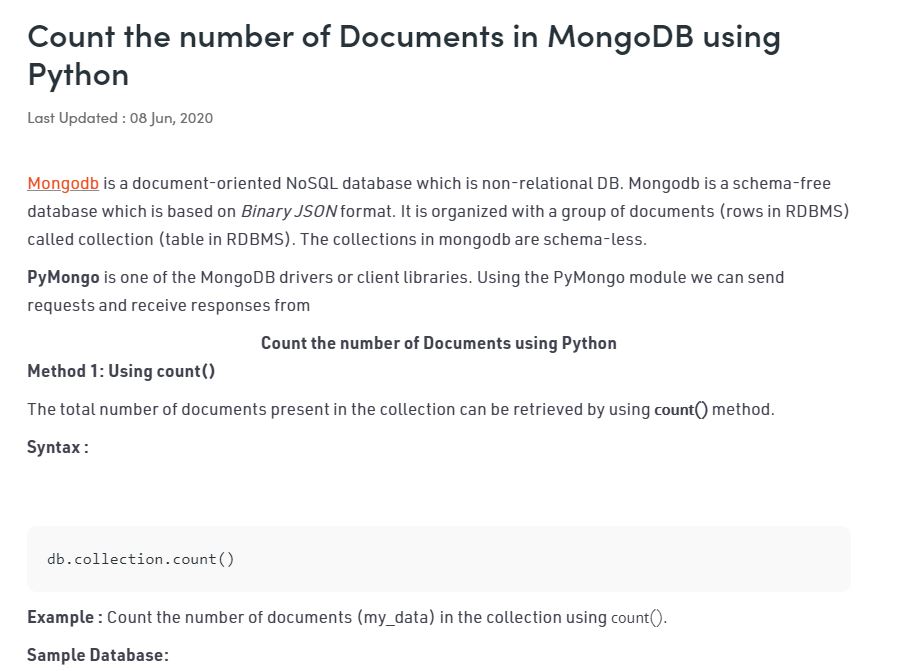 Count the number of Documents in MongoDB using
Python
Last Updated : 08 Jun, 2020
Mongodb is a document-oriented NoSQL database which is non-relational DB. Mongodb is a schema-free
database which is based on Binary JSON format. It is organized with a group of documents (rows in RDBMS)
called collection (table in RDBMS). The collections in mongodb are schema-less.
PyMongo is one of the MongoDB drivers or client libraries. Using the PyMongo module we can send
requests and receive responses from
Count the number of Documents using Python
Method 1: Using count()
The total number of documents present in the collection can be retrieved by using count() method.
Syntax :
db.collection.count()
Example : Count the number of documents (my_data) in the collection using count().
Sample Database: